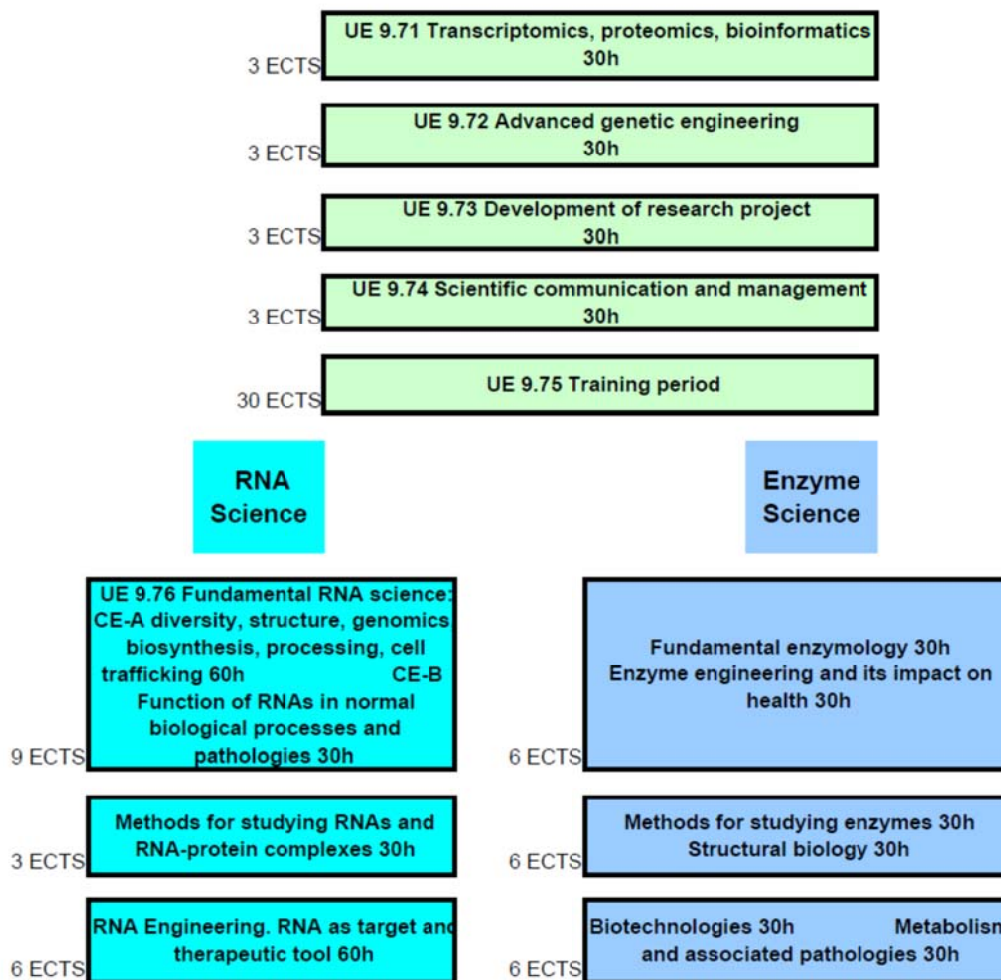 UE 9.71 Transcriptomics, proteomics, bioinformatics
30h
3 ECTS
UE 9.72 Advanced genetic engineering
30h
3 ECTS
UE 9.73 Development of research project
30h
3 ECTS
UE 9.74 Scientific communication and management
30h
3 ECTS
UE 9.75 Training period
30 ECTS
RNA
Science
Enzyme
Science
UE 9.76 Fundamental RNA science:
CE-A diversity, structure, genomics,
biosynthesis, processing, cell
trafficking 60h CE-B
Function of RNAs in normal
biological processes and
pathologies 30h
9 ECTS
Fundamental enzymology 30h
Enzyme engineering and its impact on
health 30h
6 ECTS
Methods for studying RNAs and
RNA-protein complexes 30h
3 ECTS
Methods for studying enzymes 30h
Structural biology 30h
6 ECTS
RNA Engineering. RNA as target and
therapeutic tool 60h
6 ECTS
Biotechnologies 30h Metabolism
and associated pathologies 30h
6 ECTS